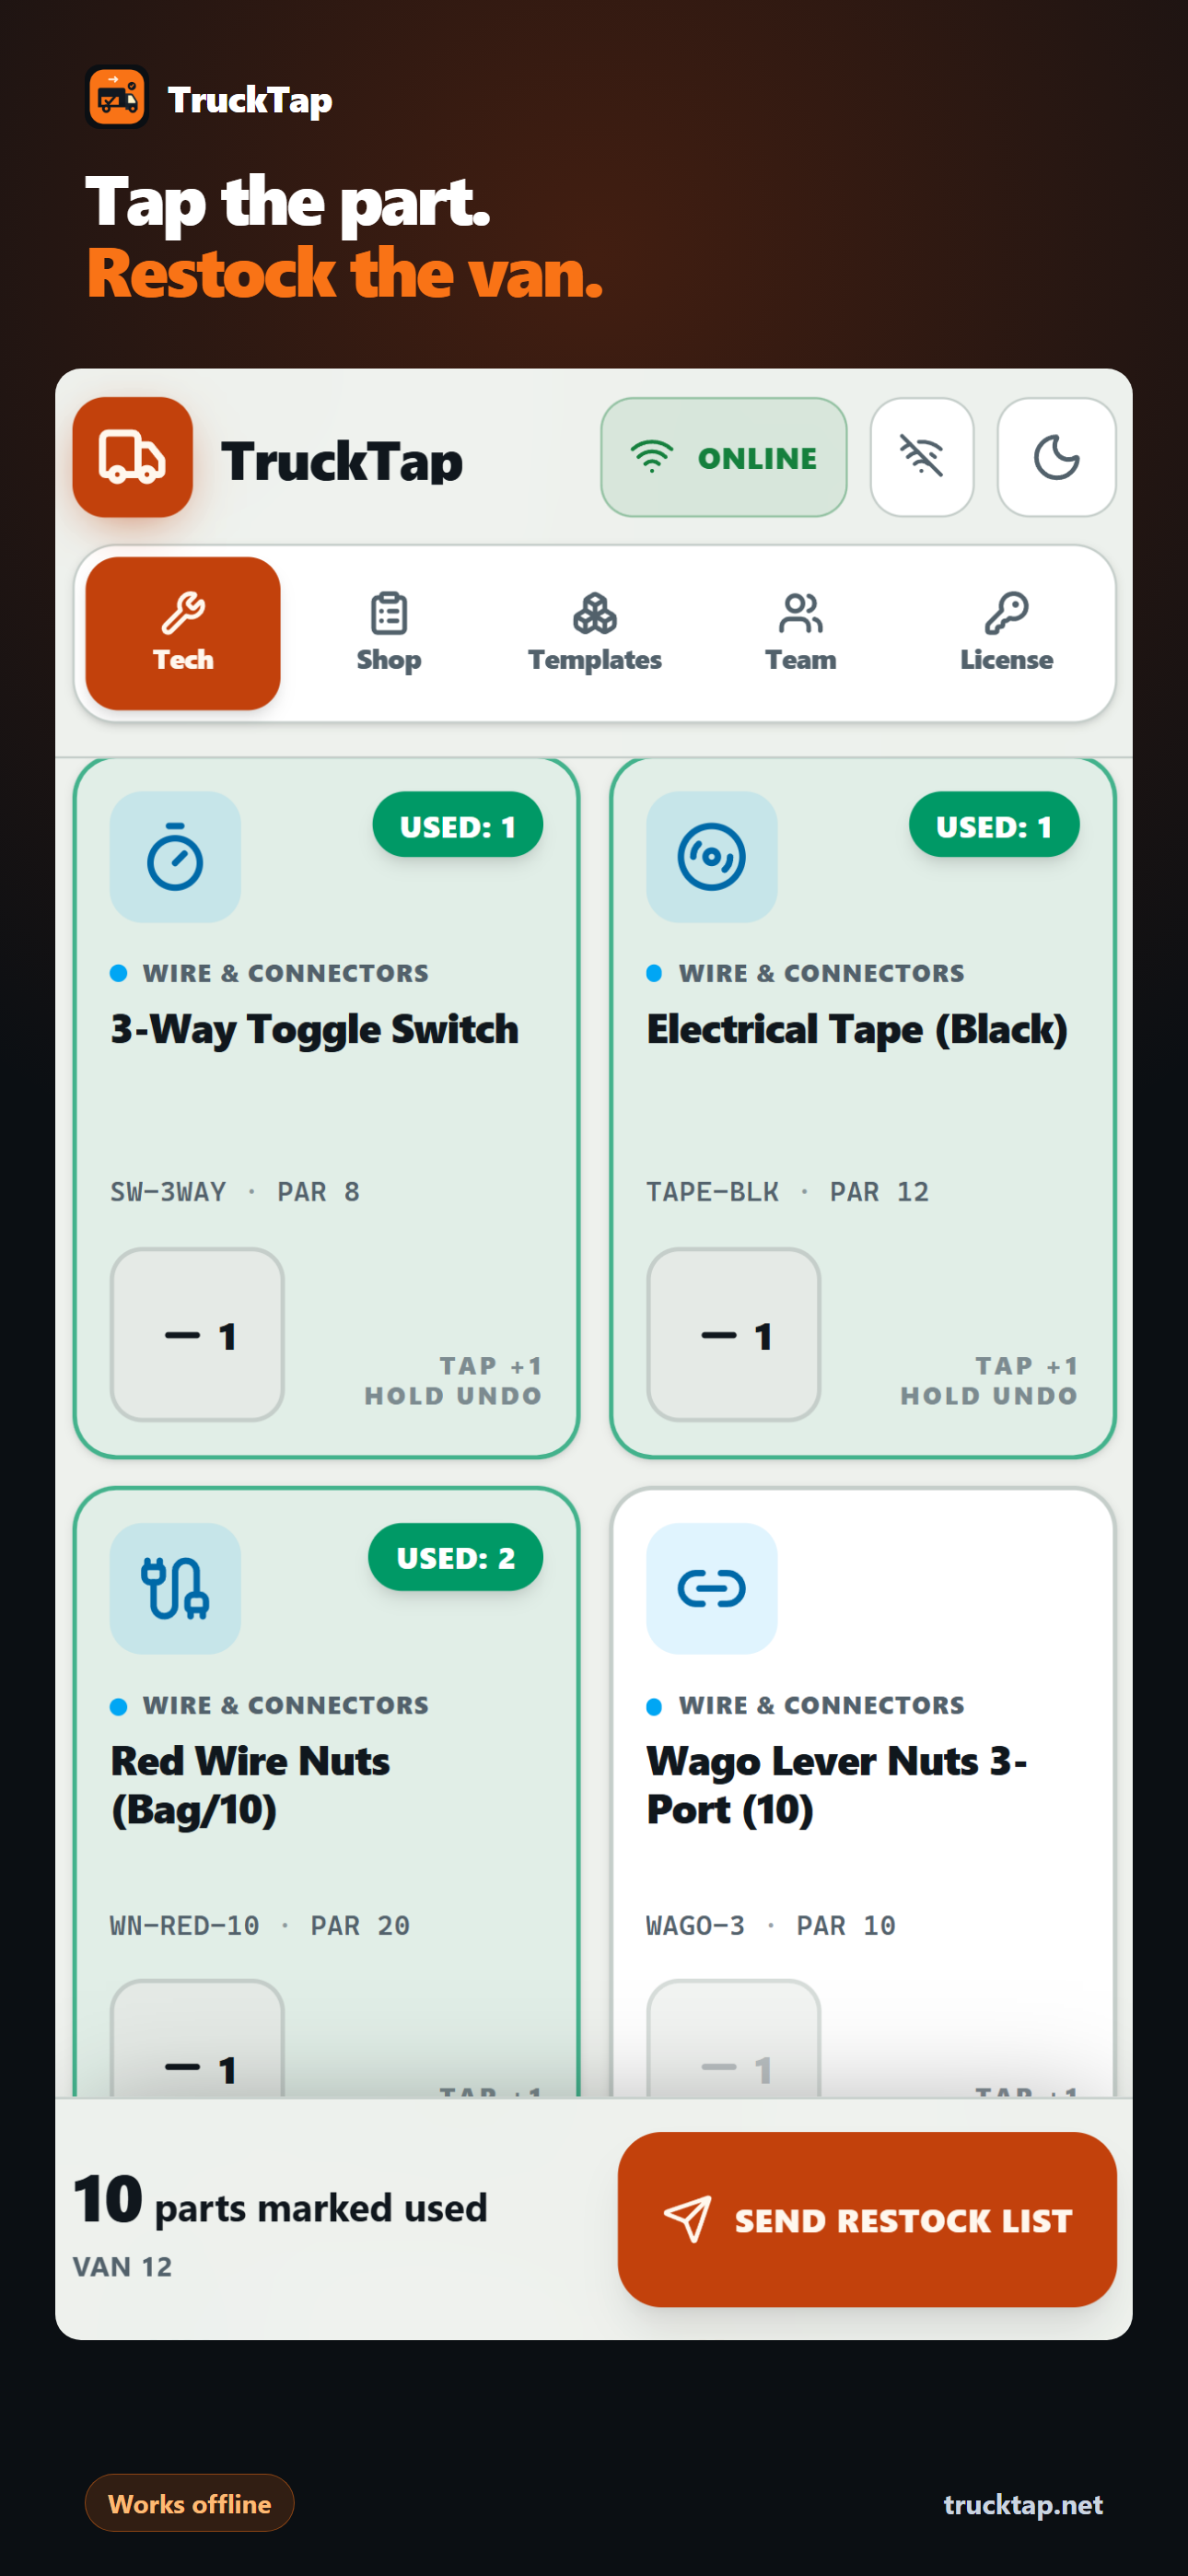 TruckTap
Tap the part.
Restock the van.
TruckTap
ONLINE
Tech
Shop
Templates
Team
License
USED: 1
WIRE & CONNECTORS
3-Way Toggle Switch
SW-3WAY · PAR 8
— 1
TAP +1
HOLD UNDO
USED: 1
WIRE & CONNECTORS
Electrical Tape (Black)
TAPE-BLK · PAR 12
— 1
TAP +1
HOLD UNDO
USED: 2
WIRE & CONNECTORS
Red Wire Nuts
(Bag/10)
WN-RED-10 · PAR 20
— 1
TAP +1
WIRE & CONNECTORS
Wago Lever Nuts 3-
Port (10)
WAGO-3 · PAR 10
— 1
TAP +1
10 parts marked used
VAN 12
SEND RESTOCK LIST
Works offline
trucktap.net